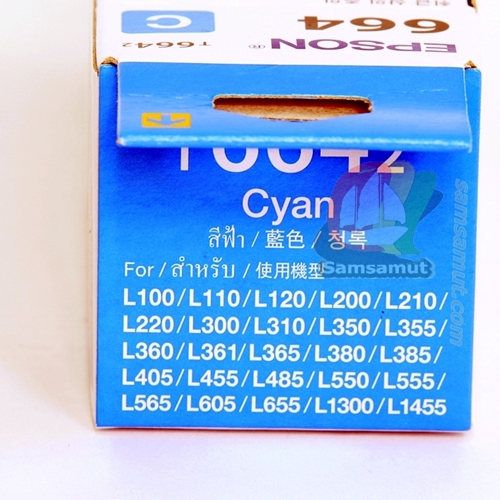 EPSON®
664
C
T6642
T6642
Cyan
สีฟ้า / 藍色 / 청록
For / สำหรับ / 使用機型
L100/L110/L120/L200/L210/
L220/L300/L310/L350/L355/
L360/L361/L365/L380/L385/
L405/L455/L485/L550/L555/
L565/L605/L655/L1300/L1455
Samsamut
samsamut.com